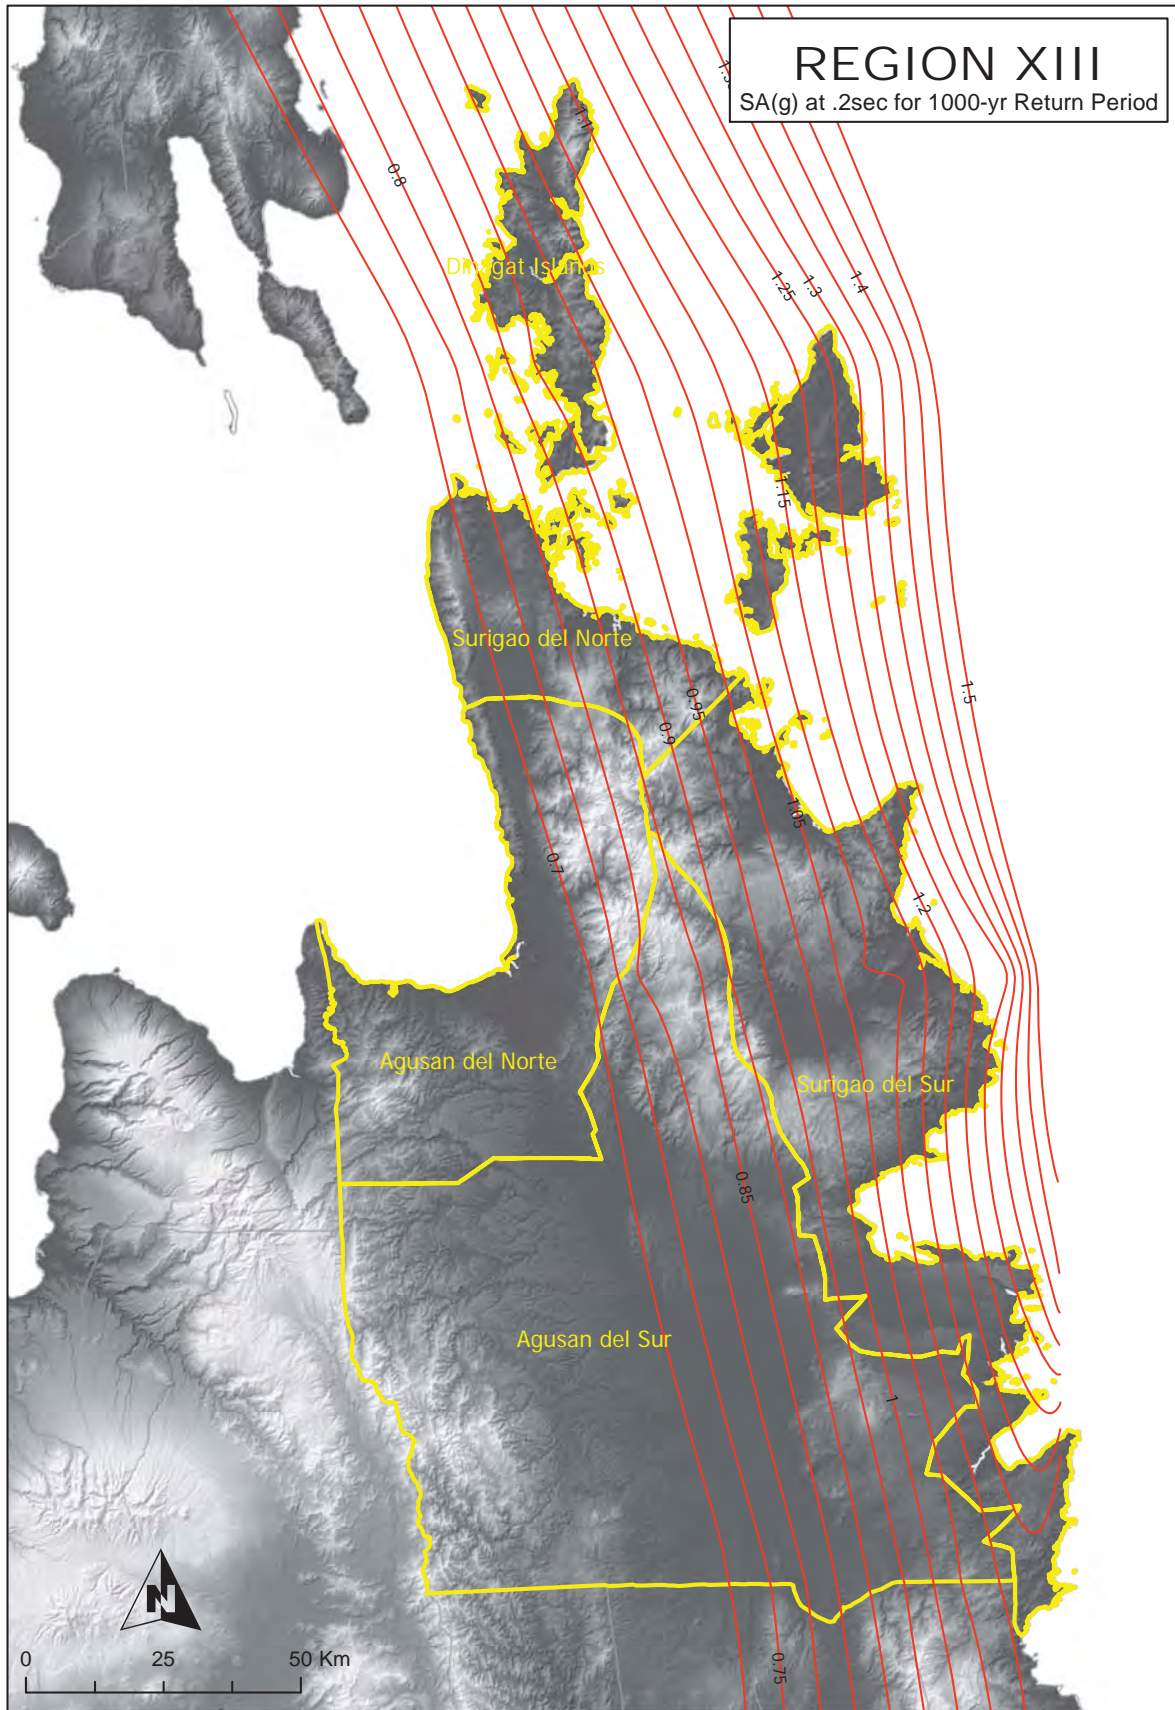 REGION XIII
SA(g) at .2sec for 1000-yr Return Period
1.1
0.8
Dinagat Islands
1.25
1.3
1.4
1.15
Surigao del Norte
1.5
0.95
0.9
1.05
0.7
1.2
Agusan del Norte
Surigao del Sur
0.85
Agusan del Sur
1
N
0.75
0 25 50 Km